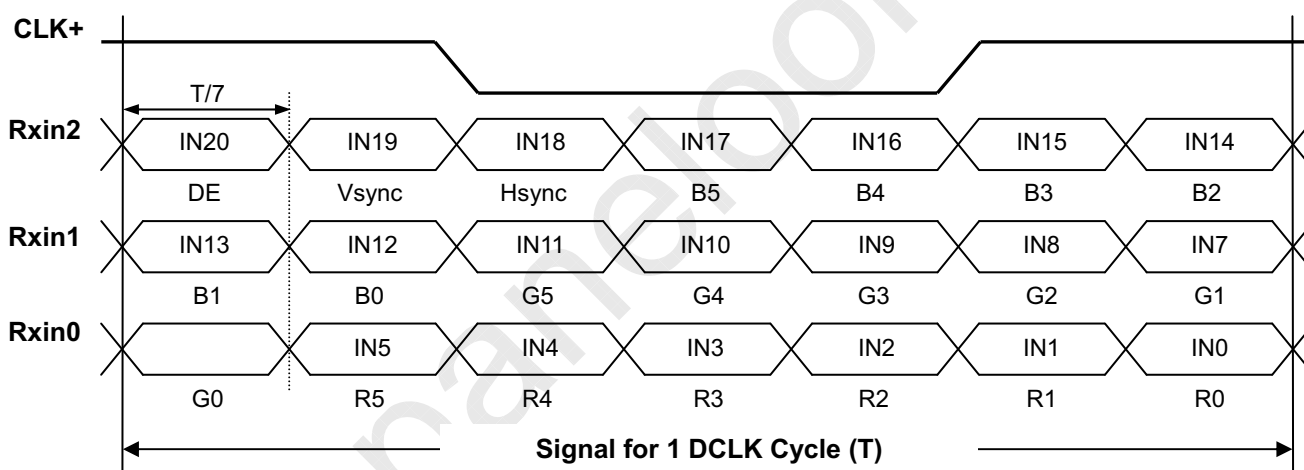 CLK+
T/7
Rxin2 IN20 IN19 IN18 IN17 IN16 IN15 IN14
DE Vsync Hsync B5 B4 B3 B2
Rxin1 IN13 IN12 IN11 IN10 IN9 IN8 IN7
B1 B0 G5 G4 G3 G2 G1
Rxin0 IN5 IN4 IN3 IN2 IN1 IN0
G0 R5 R4 R3 R2 R1 R0
Signal for 1 DCLK Cycle (T)
panelook